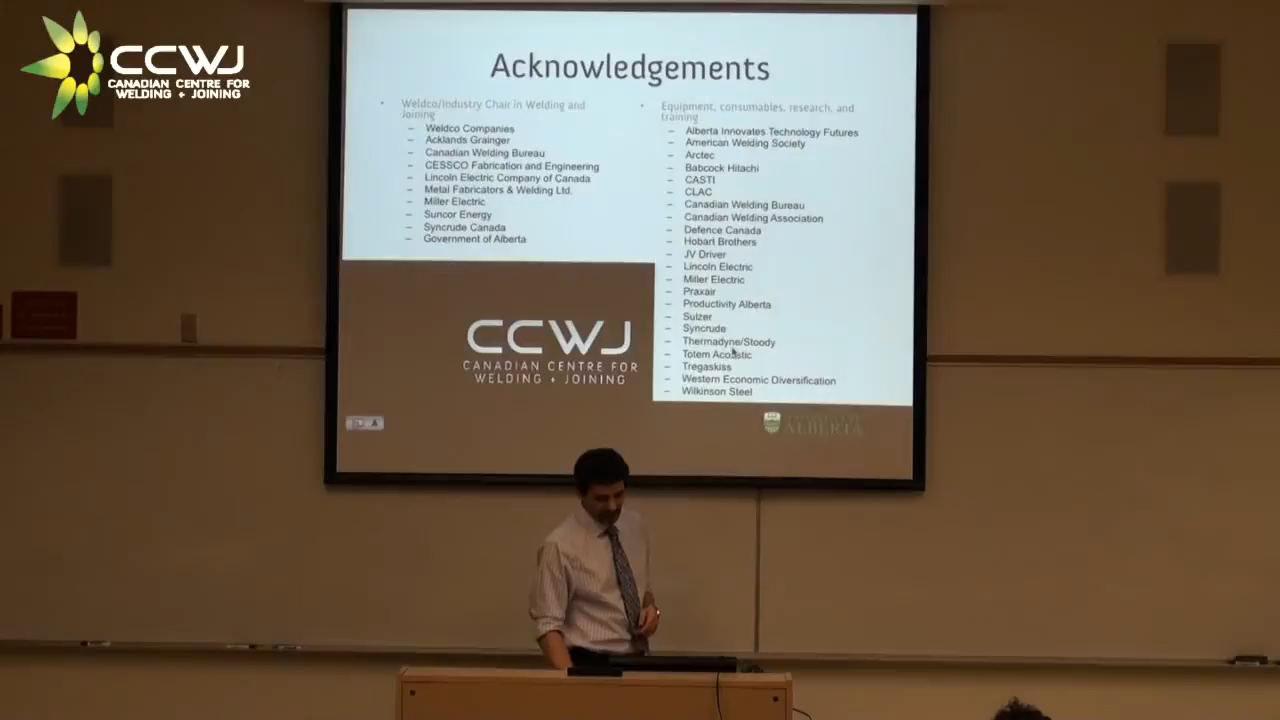 CCWJ
CANADIAN CENTRE FOR
WELDING + JOINING
Acknowledgements
• Weldco/Industry Chair in Welding and
Joining
– Weldco Companies
– Acklands Grainger
– Canadian Welding Bureau
– CESSCO Fabrication and Engineering
– Lincoln Electric Company of Canada
– Metal Fabricators & Welding Ltd.
– Miller Electric
– Suncor Energy
– Syncrude Canada
– Government of Alberta
• Equipment, consumables, research, and
training
– Alberta Innovates Technology Futures
– American Welding Society
– Arctec
– Babcock Hitachi
– CASTI
– CLAC
– Canadian Welding Bureau
– Canadian Welding Association
– Defence Canada
– Hobart Brothers
– JV Driver
– Lincoln Electric
– Miller Electric
– Praxair
– Productivity Alberta
– Sulzer
– Syncrude
– Thermadyne/Stoody
– Totem Acoustic
– Tregaskiss
– Western Economic Diversification
– Wilkinson Steel
CCWJ
CANADIAN CENTRE FOR
WELDING + JOINING
ALBERTA